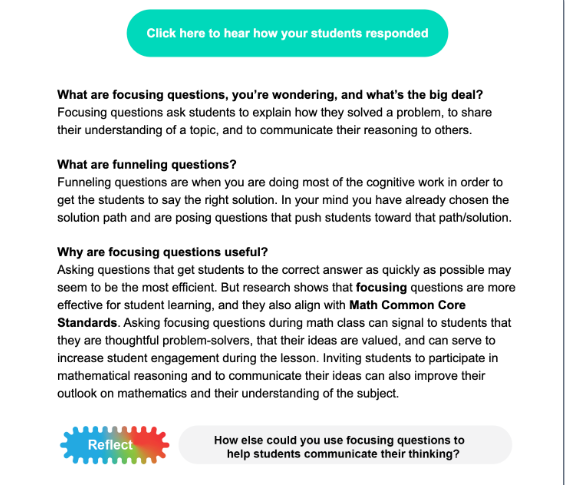 Click here to hear how your students responded
What are focusing questions, you're wondering, and what's the big deal?
Focusing questions ask students to explain how they solved a problem, to share
their understanding of a topic, and to communicate their reasoning to others.
What are funneling questions?
Funneling questions are when you are doing most of the cognitive work in order to
get the students to say the right solution. In your mind you have already chosen the
solution path and are posing questions that push students toward that path/solution.
Why are focusing questions useful?
Asking questions that get students to the correct answer as quickly as possible may
seem to be the most efficient. But research shows that focusing questions are more
effective for student learning, and they also align with Math Common Core
Standards. Asking focusing questions during math class can signal to students that
they are thoughtful problem-solvers, that their ideas are valued, and can serve to
increase student engagement during the lesson. Inviting students to participate in
mathematical reasoning and to communicate their ideas can also improve their
outlook on mathematics and their understanding of the subject.
Reflect
How else could you use focusing questions to
help students communicate their thinking?